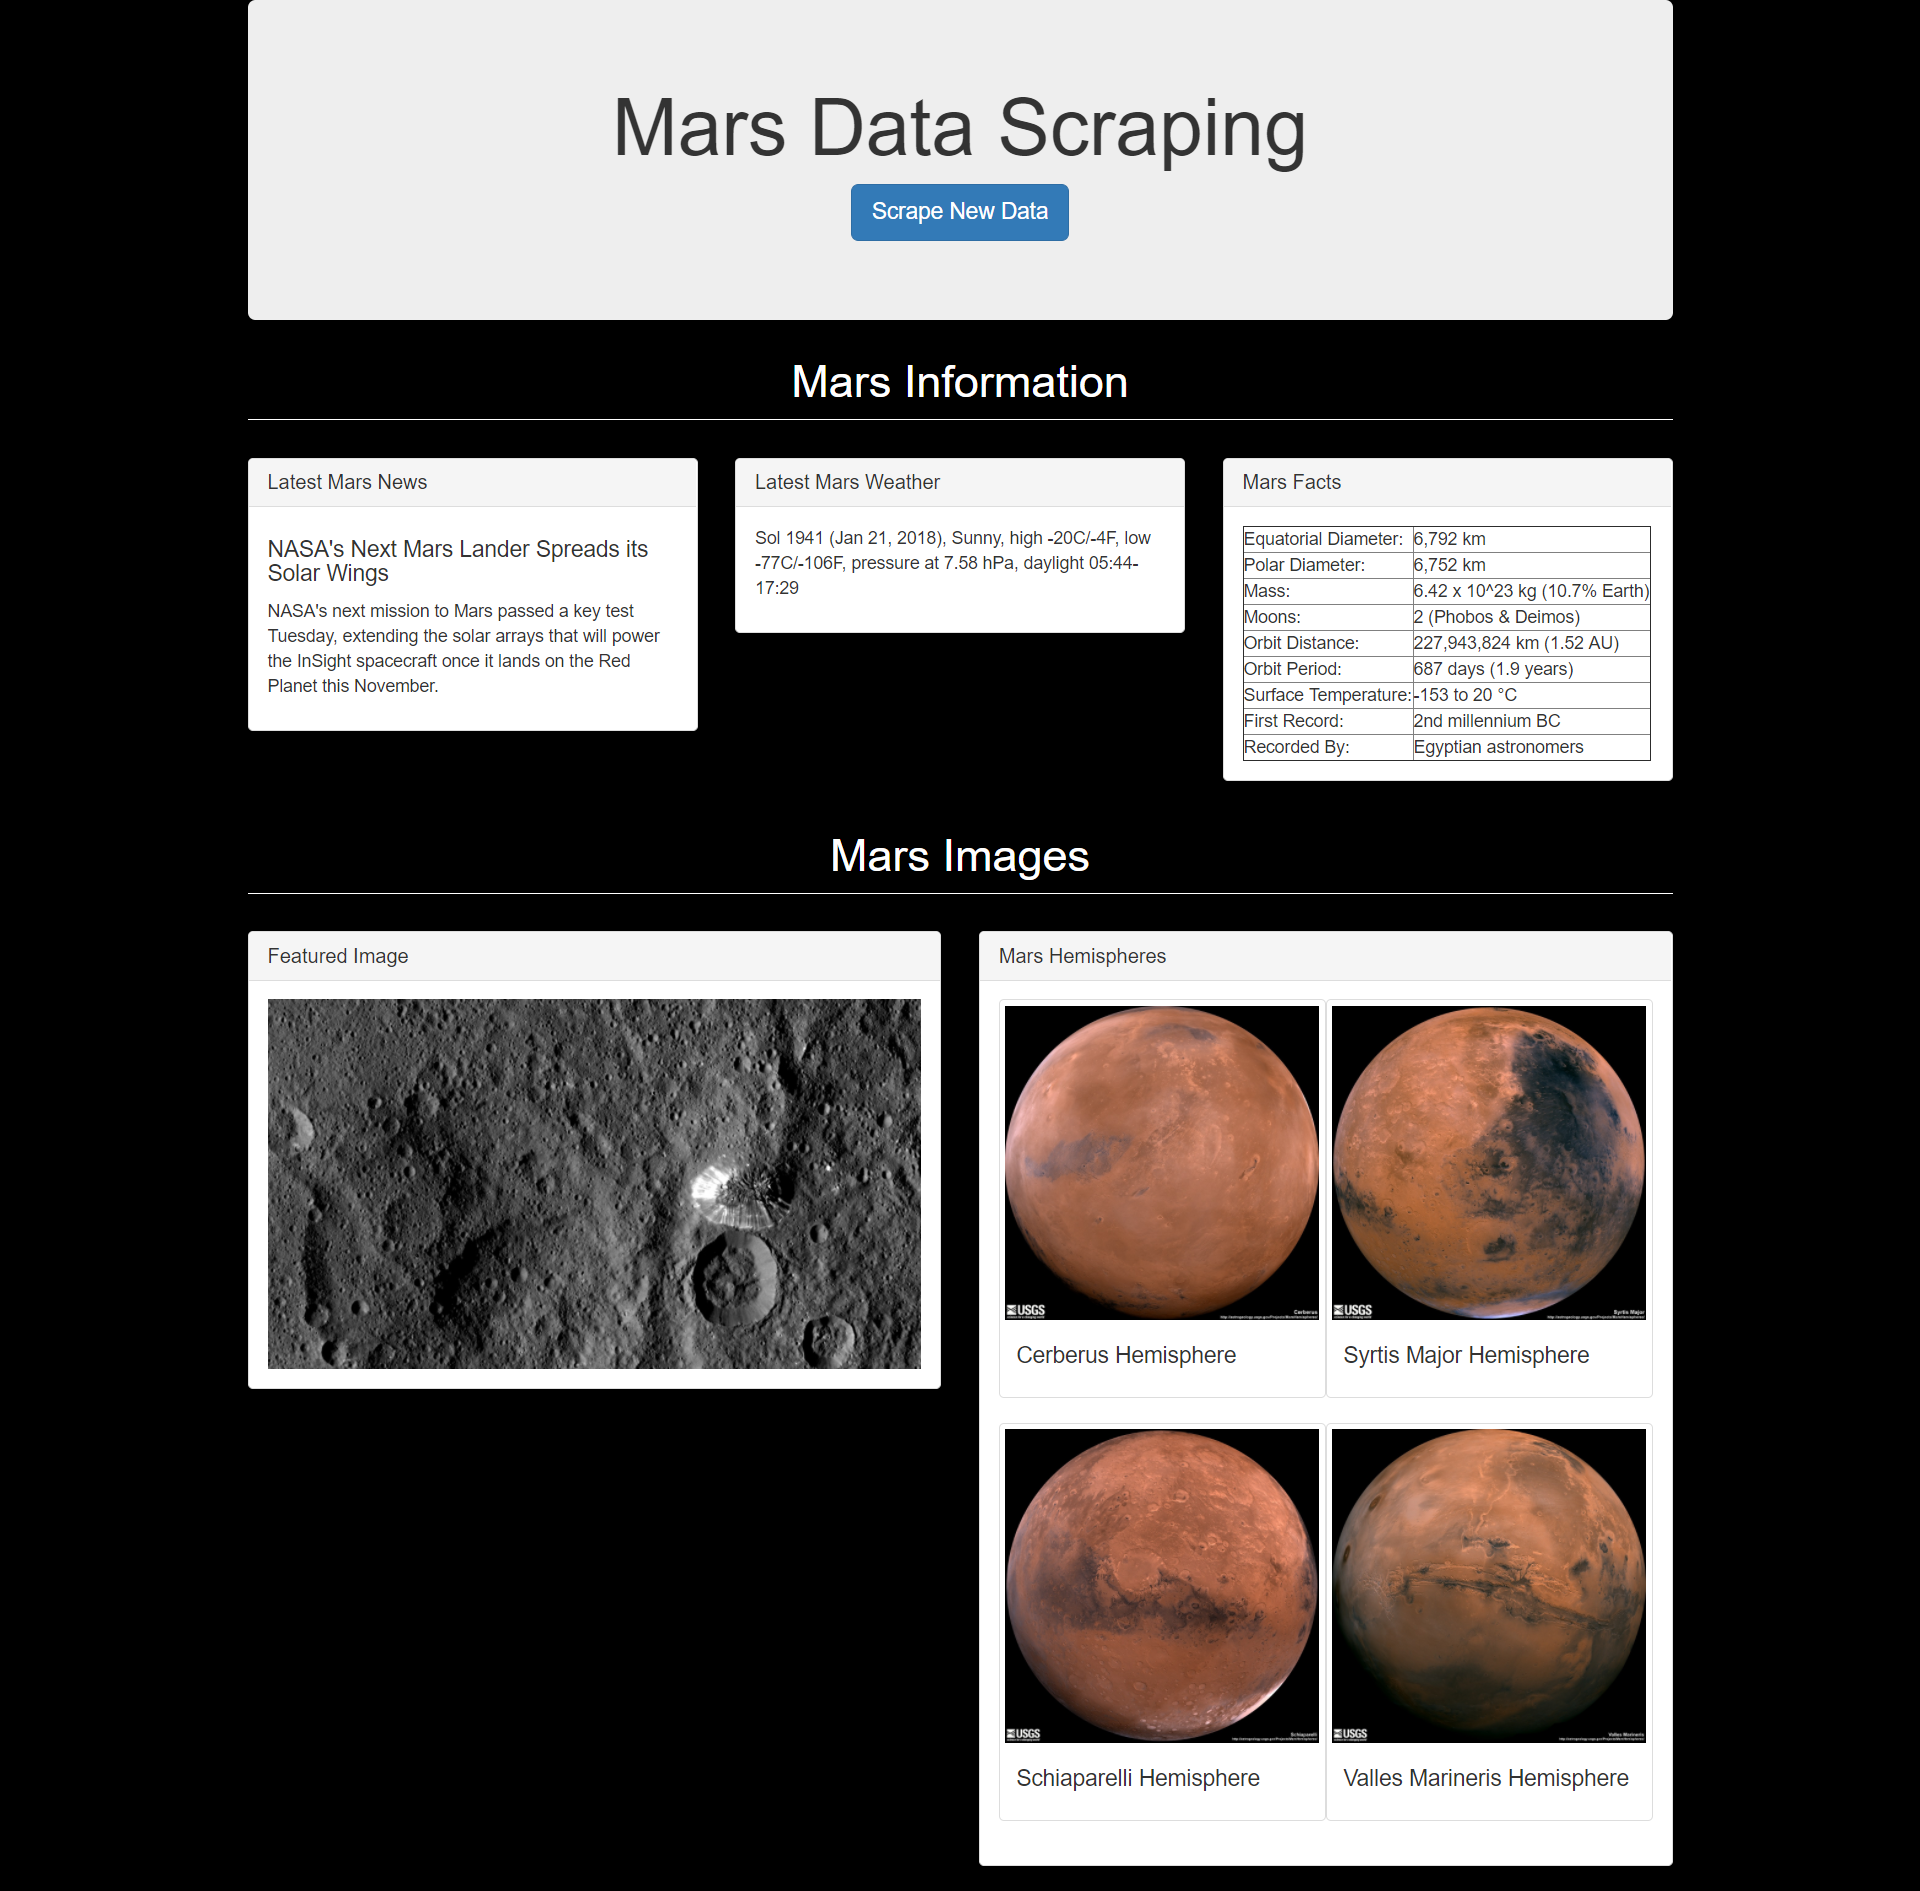 Mars Data Scraping
Scrape New Data
Mars Information
Latest Mars News
NASA's Next Mars Lander Spreads its
Solar Wings
NASA's next mission to Mars passed a key test
Tuesday, extending the solar arrays that will power
the InSight spacecraft once it lands on the Red
Planet this November.
Latest Mars Weather
Sol 1941 (Jan 21, 2018), Sunny, high -20C/-4F, low
-77C/-106F, pressure at 7.58 hPa, daylight 05:44-
17:29
Mars Facts
Equatorial Diameter: 6,792 km
Polar Diameter: 6,752 km
Mass: 6.42 x 10^23 kg (10.7% Earth)
Moons: 2 (Phobos & Deimos)
Orbit Distance: 227,943,824 km (1.52 AU)
Orbit Period: 687 days (1.9 years)
Surface Temperature: -153 to 20 °C
First Record: 2nd millennium BC
Recorded By: Egyptian astronomers
Mars Images
Featured Image
Mars Hemispheres
USGS
Cerberus
USGS
Syrtis Major
Cerberus Hemisphere
Syrtis Major Hemisphere
USGS
Schiaparelli
USGS
Valles Marineris
Schiaparelli Hemisphere
Valles Marineris Hemisphere